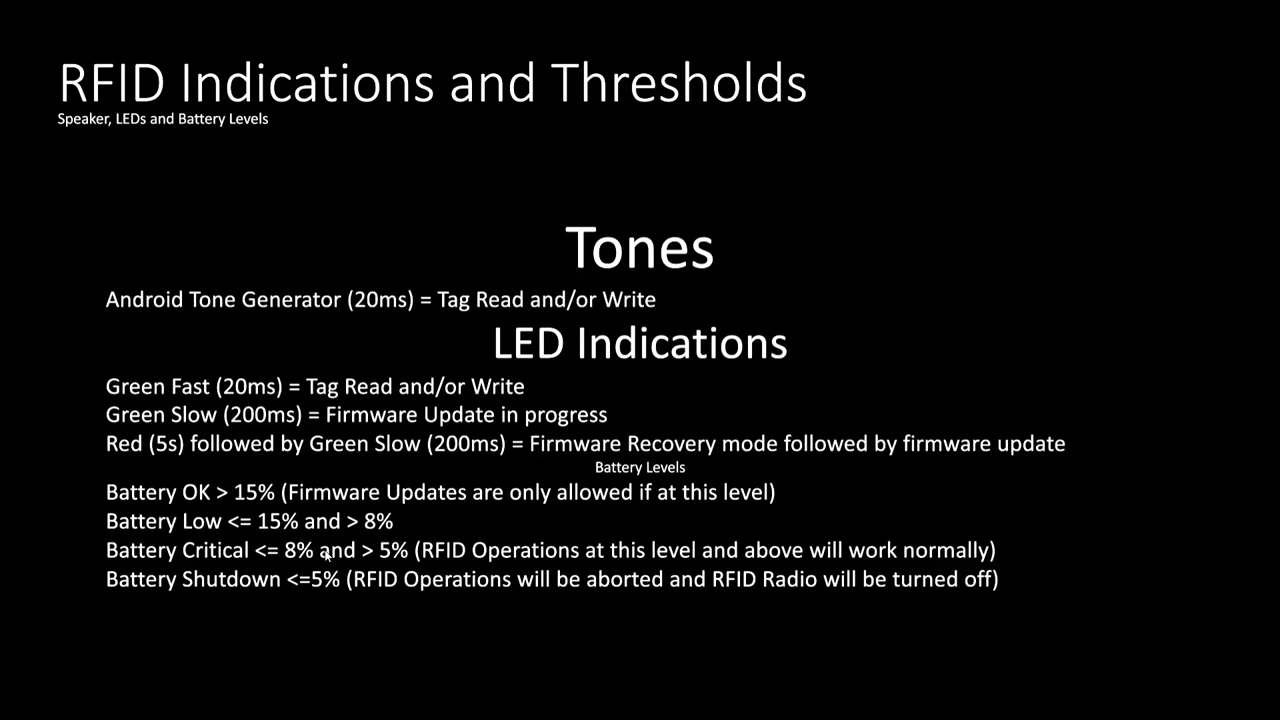 RFID Indications and Thresholds
Speaker, LEDs and Battery Levels
Tones
Android Tone Generator (20ms) = Tag Read and/or Write
LED Indications
Green Fast (20ms) = Tag Read and/or Write
Green Slow (200ms) = Firmware Update in progress
Red (5s) followed by Green Slow (200ms) = Firmware Recovery mode followed by firmware update
Battery Levels
Battery OK > 15% (Firmware Updates are only allowed if at this level)
Battery Low <= 15% and > 8%
Battery Critical <= 8% and > 5% (RFID Operations at this level and above will work normally)
Battery Shutdown <=5% (RFID Operations will be aborted and RFID Radio will be turned off)